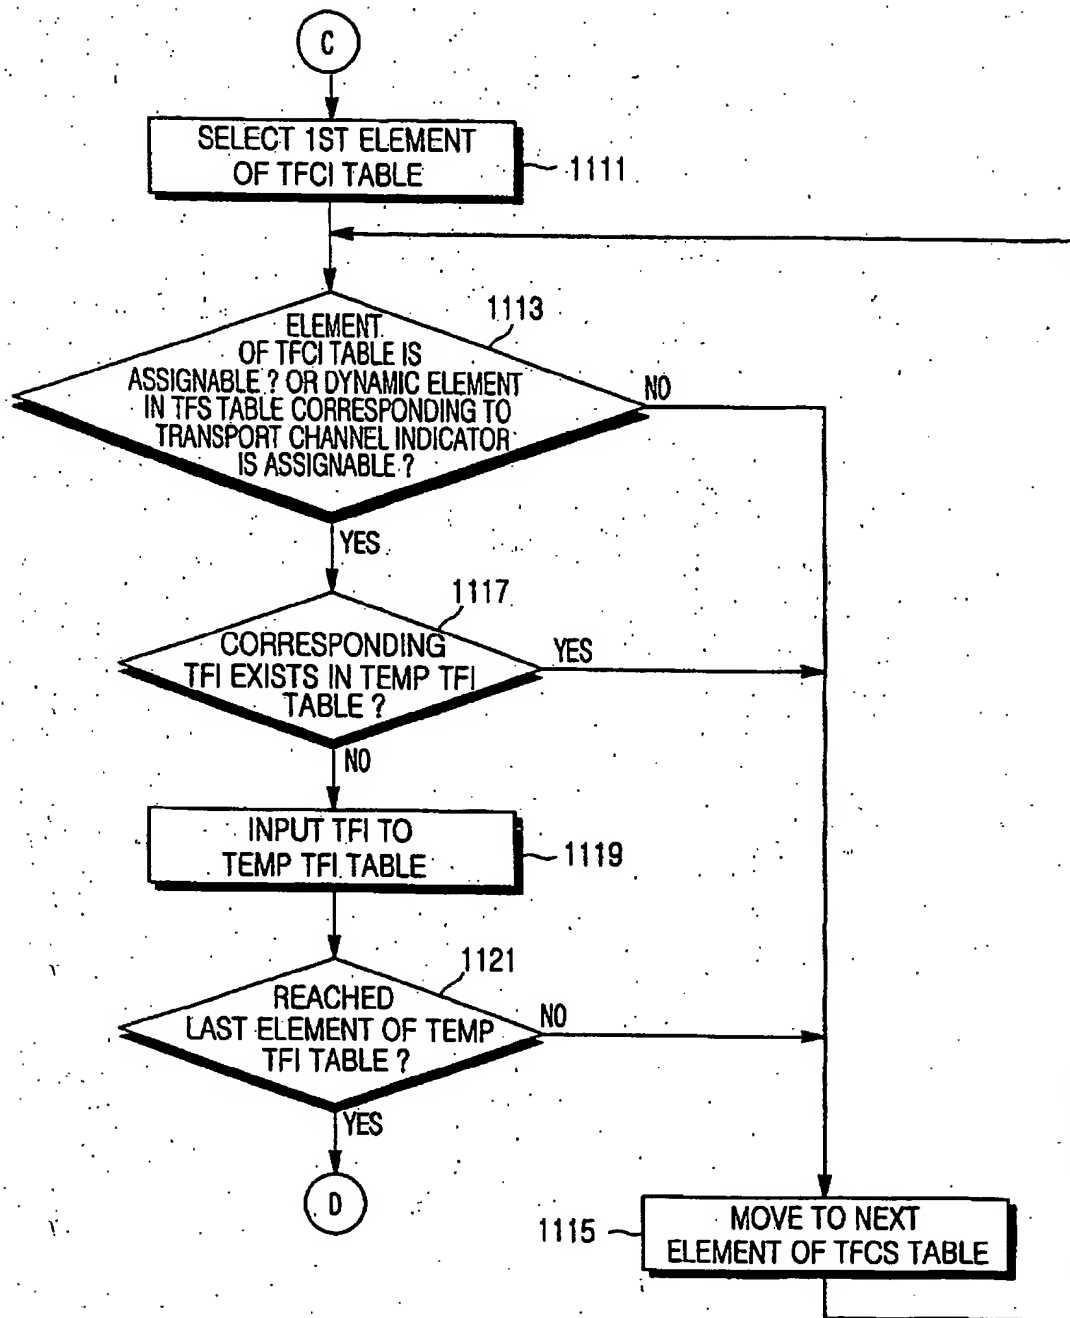 C
SELECT 1ST ELEMENT
OF TFCI TABLE
1111
1113
ELEMENT
OF TFCI TABLE IS
ASSIGNABLE ? OR DYNAMIC ELEMENT
IN TFS TABLE CORRESPONDING TO
TRANSPORT CHANNEL INDICATOR
IS ASSIGNABLE ?
NO
YES
1117
CORRESPONDING
TFI EXISTS IN TEMP TFI
TABLE ?
YES
NO
INPUT TFI TO
TEMP TFI TABLE
1119
1121
REACHED
LAST ELEMENT OF TEMP
TFI TABLE ?
NO
YES
D
1115
MOVE TO NEXT
ELEMENT OF TFCS TABLE